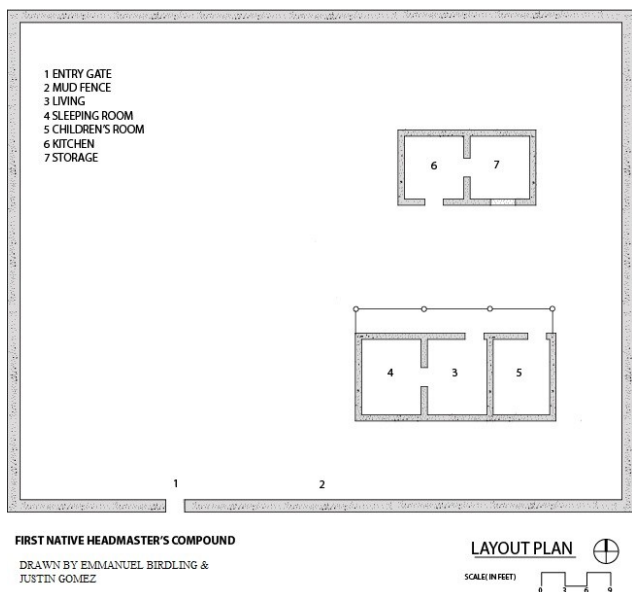 1 ENTRY GATE
2 MUD FENCE
3 LIVING
4 SLEEPING ROOM
5 CHILDREN'S ROOM
6 KITCHEN
7 STORAGE
6 7
4 3 5
1 2
FIRST NATIVE HEADMASTER'S COMPOUND
DRAWN BY EMMANUEL BIRDLING &
JUSTIN GOMEZ
LAYOUT PLAN
SCALE( IN FEET)
0 3 6 9